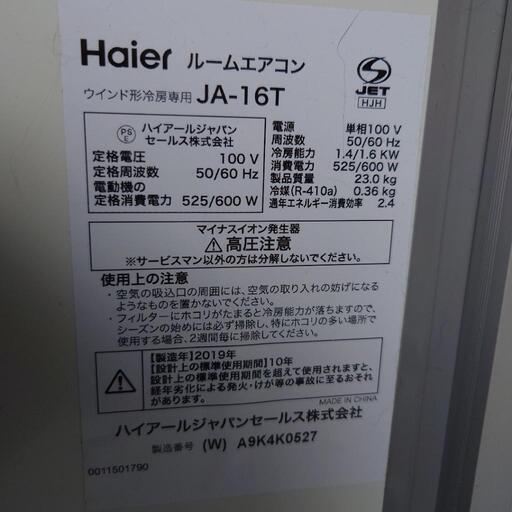 Haier ルームエアコン
ウインド形冷房専用 JA-16T
S
JET
HJH
PS
E
ハイアールジャパン
セールス株式会社
定格電圧 100 V
定格周波数 50/60 Hz
電動機の
定格消費電力 525/600 W
電源 単相100 V
周波数 50/60 Hz
冷房能力 1.4/1.6 KW
消費電力 525/600 W
製品質量 23.0 kg
冷媒(R-410a) 0.36 kg
通年エネルギー消費効率 2.4
マイナスイオン発生器
高圧注意
※サービスマン以外の方は分解しないでください。
使用上の注意
・空気の吸込口の周囲には、空気の取り入れの妨げになる
ようなものを置かないでください。
・フィルターにホコリがたまると冷房能力が落ちますので、
シーズンの始めには必ず掃除し、特にホコリの多い場所で
使用する場合、2週間毎に掃除してください。
【製造年】2019年
【設計上の標準使用期間】10年
設計上の標準使用期間を超えて使用されますと、
経年劣化による発火・けが等の事故に至るおそれが
あります。
MADE IN CHINA
ハイアールジャパンセールス株式会社
製造番号 (W) A9K4K0527
0011501790